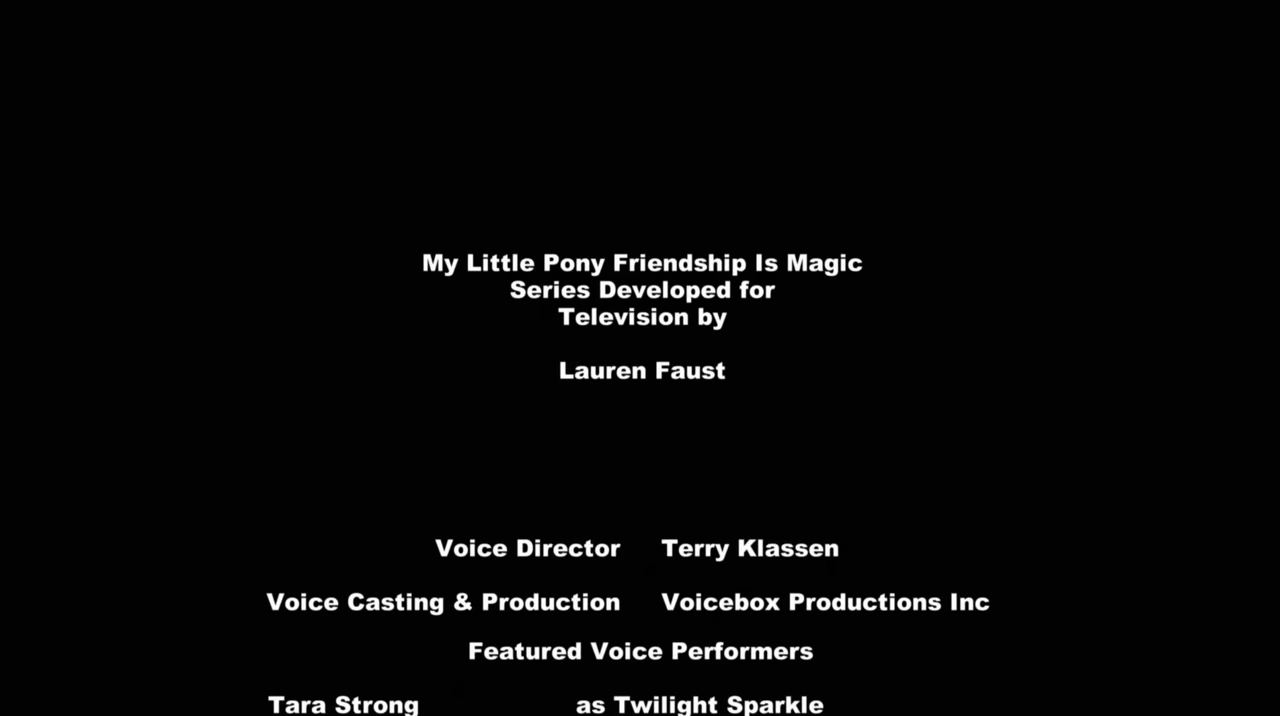 My Little Pony Friendship Is Magic
Series Developed for
Television by
Lauren Faust
Voice Director Terry Klassen
Voice Casting & Production Voicebox Productions Inc
Featured Voice Performers
Tara Strong as Twilight Sparkle